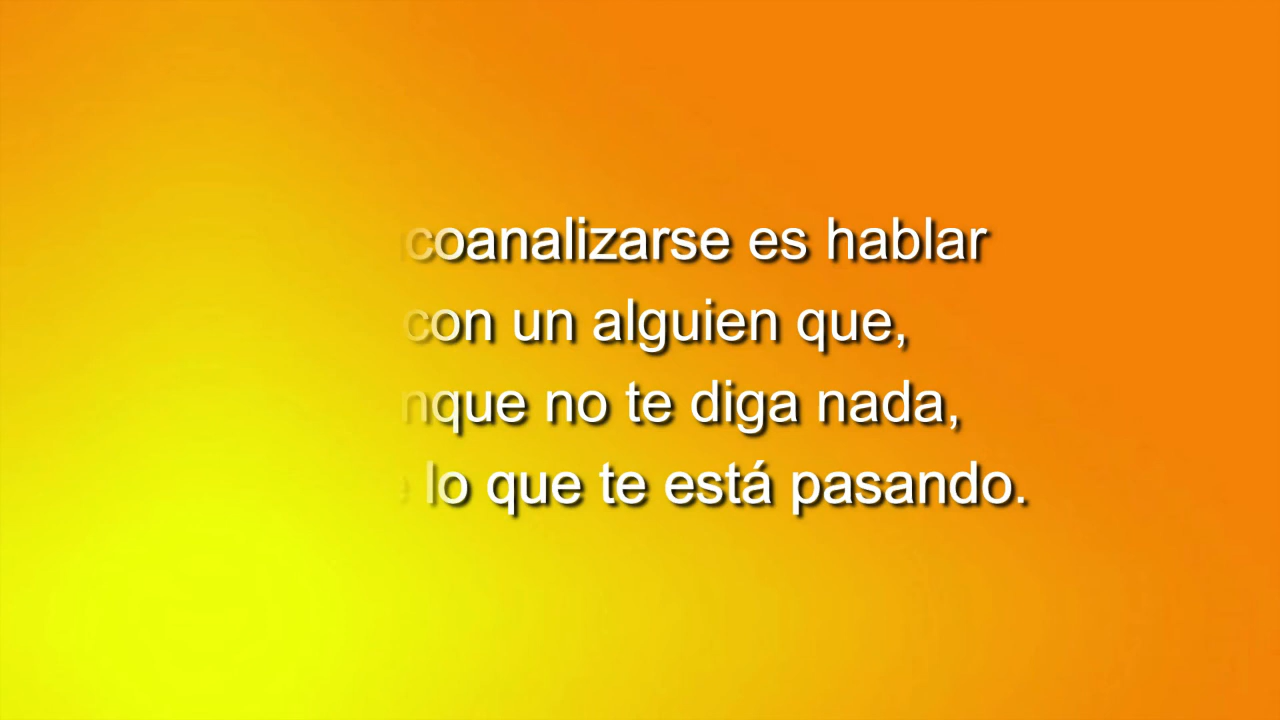 coanalizarse es hablar
con un alguien que,
nque no te diga nada,
lo que te está pasando.